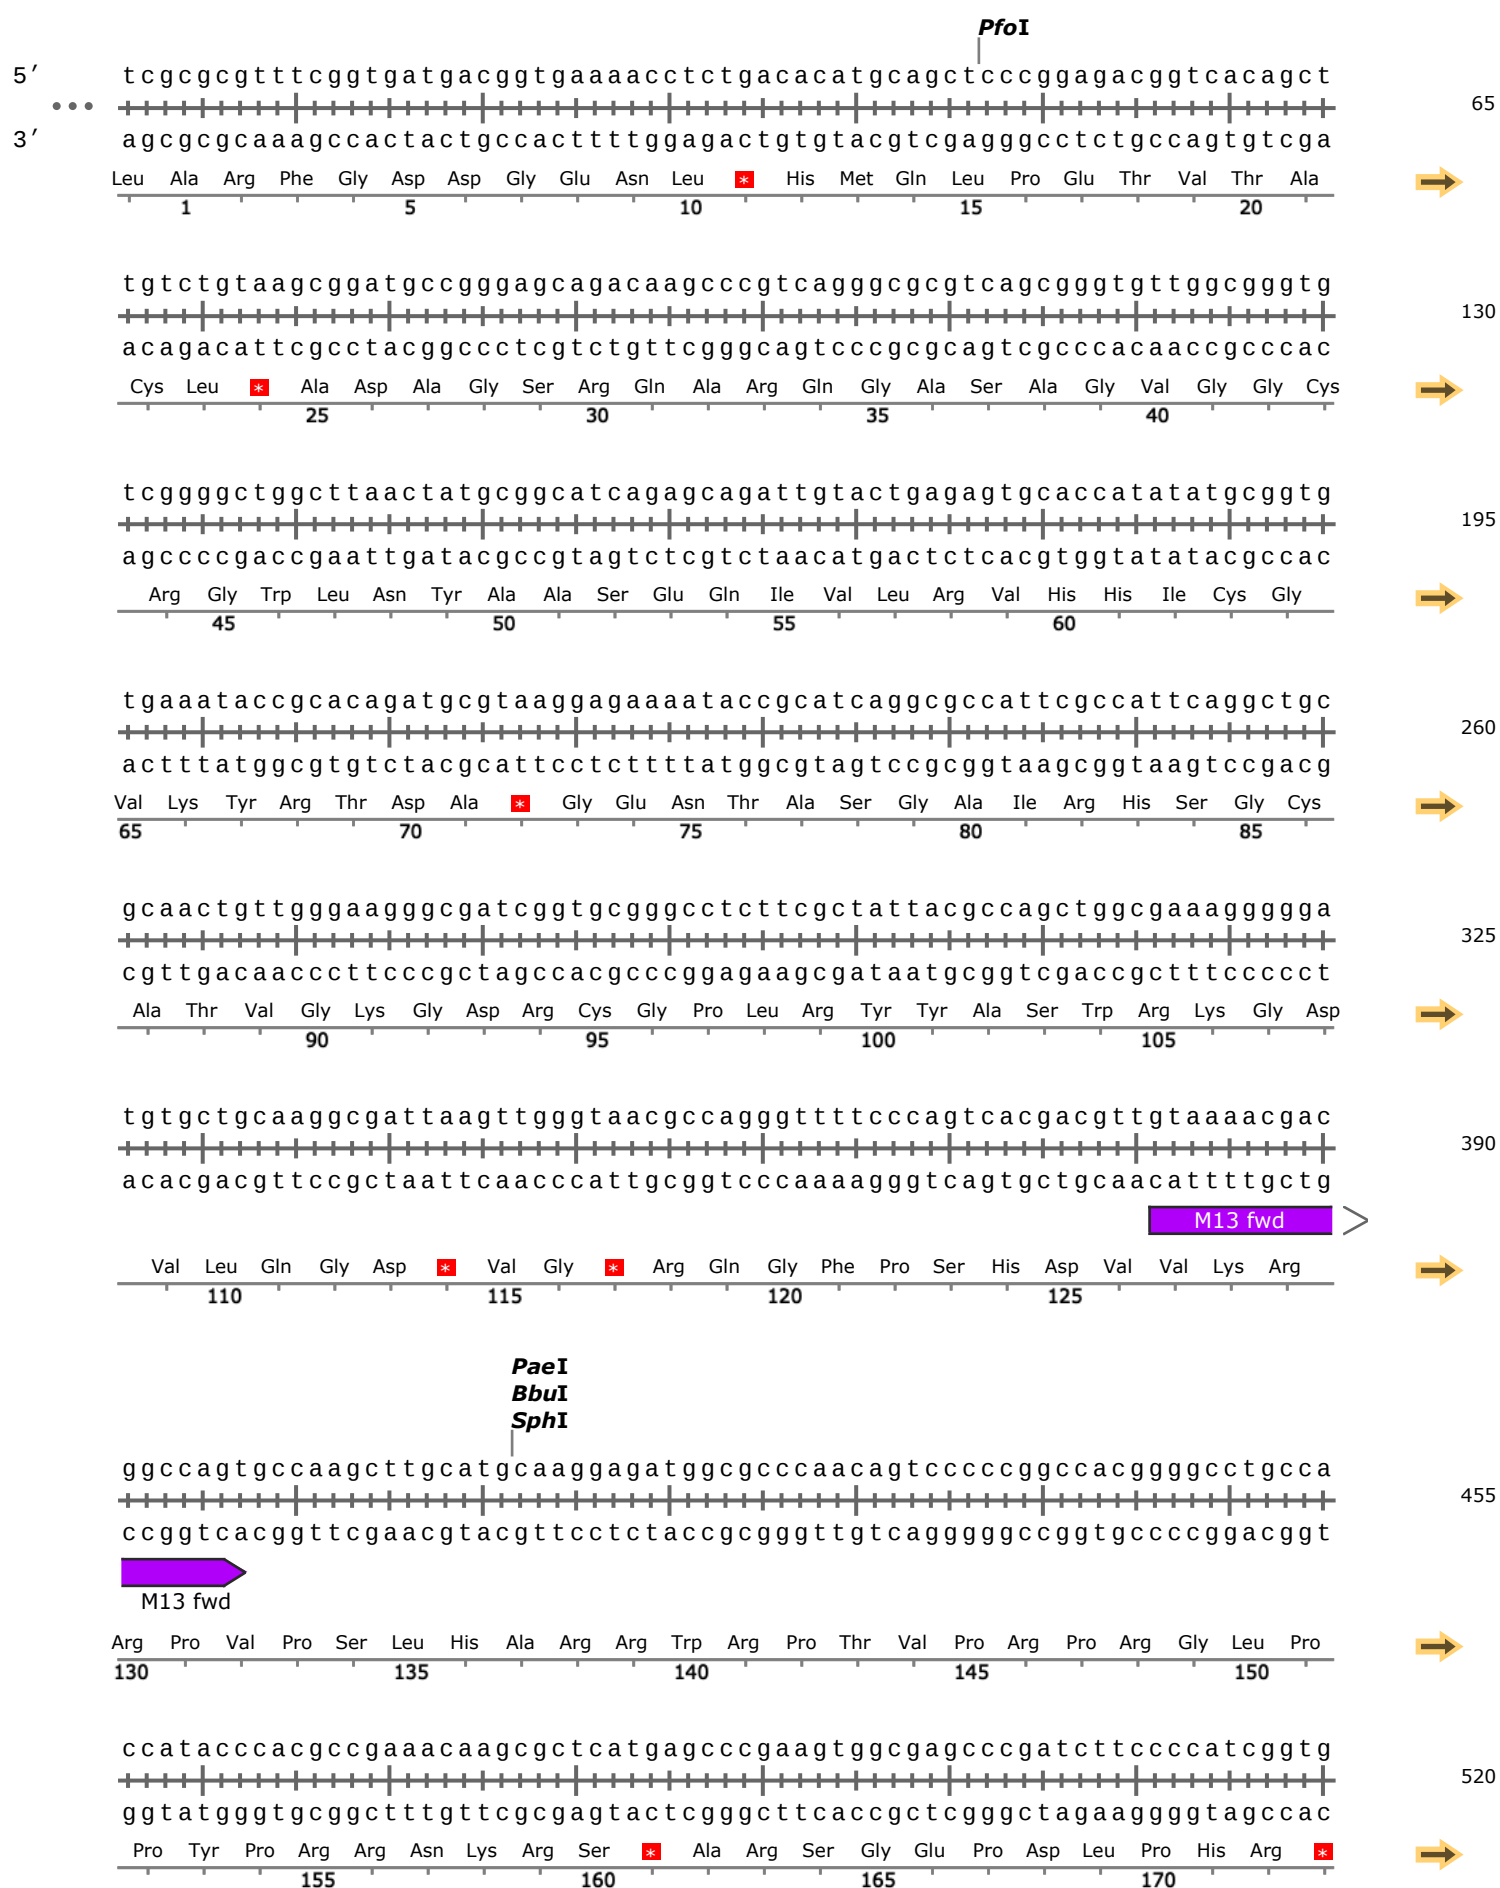 PfoI
5′ tcgcgcgtttcggtgatgacggtgaaaacctctgacacatgcagctcccggagacggtcacagct
••• 65
3′ agcgcgcaaagccactactgccacttttggagactgtgtacgtcgagggcctctgccagtgtcga
Leu Ala Arg Phe Gly Asp Asp Gly Glu Asn Leu * His Met Gln Leu Pro Glu Thr Val Thr Ala
1 5 10 15 20
tgtctgtaagcggatgccgggagcagacaagcccgtcagggcgcgtcagcgggtgttggcgggtg
130
acagacattcgcctacggccctcgtctgttcgggcagtcccgcgcagtcgcccacaaccgcccac
Cys Leu * Ala Asp Ala Gly Ser Arg Gln Ala Arg Gln Gly Ala Ser Ala Gly Val Gly Gly Cys
25 30 35 40
tcggggctggcttaactatgcggcatcagagcagattgtactgagagtgcaccatatatgcggtg
195
agccccgaccgaattgatacgccgtagtctcgtctaacatgactctcacgtggtatatacgccac
Arg Gly Trp Leu Asn Tyr Ala Ala Ser Glu Gln Ile Val Leu Arg Val His His Ile Cys Gly
45 50 55 60
tgaaataccgcacagatgcgtaaggagaaaataccgcatcaggcgccattcgccattcaggctgc
260
actttatggcgtgtctacgcattcctcttttatggcgtagtccgcggtaagcggtaagtccgacg
Val Lys Tyr Arg Thr Asp Ala * Gly Glu Asn Thr Ala Ser Gly Ala Ile Arg His Ser Gly Cys
65 70 75 80 85
gcaactgttgggaagggcgatcggtgcgggcctcttcgctattacgccagctggcgaaaggggga
325
cgttgacaacccttcccgctagccacgcccggagaagcgataatgcggtcgaccgctttccccct
Ala Thr Val Gly Lys Gly Asp Arg Cys Gly Pro Leu Arg Tyr Tyr Ala Ser Trp Arg Lys Gly Asp
90 95 100 105
tgtgctgcaaggcgattaagttgggtaacgccagggttttcccagtcacgacgttgtaaaacgac
390
acacgacgttccgctaattcaacccattgcggtcccaaaagggtcagtgctgcaacattttgctg
M13 fwd
Val Leu Gln Gly Asp * Val Gly * Arg Gln Gly Phe Pro Ser His Asp Val Val Lys Arg
110 115 120 125
PaeI
BbuI
SphI
ggccagtgccaagcttgcatgcaaggagatggcgcccaacagtcccccggccacggggcctgcca
455
ccggtcacggttcgaacgtacgttcctctaccgcgggttgtcagggggccggtgccccggacggt
M13 fwd
Arg Pro Val Pro Ser Leu His Ala Arg Arg Trp Arg Pro Thr Val Pro Arg Pro Arg Gly Leu Pro
130 135 140 145 150
ccatacccacgccgaaacaagcgctcatgagcccgaagtggcgagcccgatcttccccatcggtg
520
ggtatgggtgcggctttgttcgcgagtactcgggcttcaccgctcgggctagaaggggtagccac
Pro Tyr Pro Arg Arg Asn Lys Arg Ser * Ala Arg Ser Gly Glu Pro Asp Leu Pro His Arg *
155 160 165 170